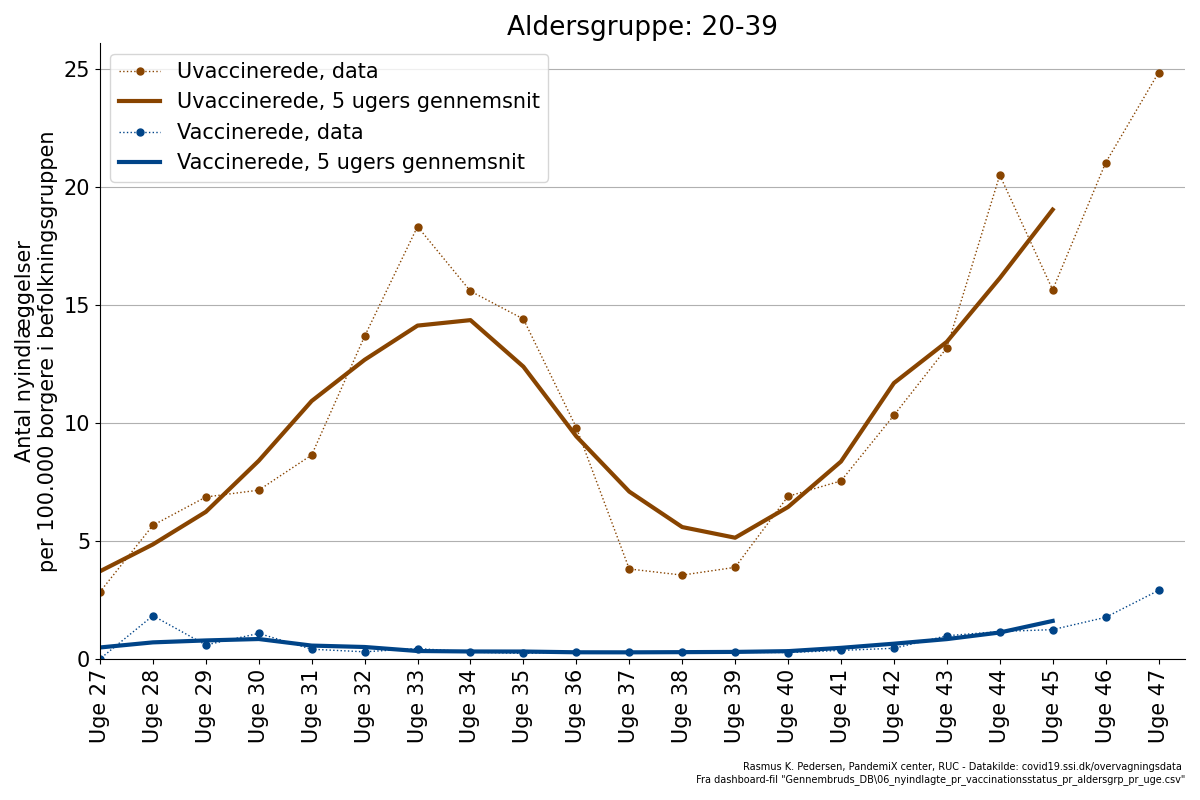 Aldersgruppe: 20-39
Uvaccinerede, data
Uvaccinerede, 5 ugers gennemsnit
Vaccinerede, data
Vaccinerede, 5 ugers gennemsnit
Antal nyindlæggelser
per 100.000 borgere i befolkningsgruppen
25
20
15
10
5
0
Uge 27
Uge 28
Uge 29
Uge 30
Uge 31
Uge 32
Uge 33
Uge 34
Uge 35
Uge 36
Uge 37
Uge 38
Uge 39
Uge 40
Uge 41
Uge 42
Uge 43
Uge 44
Uge 45
Uge 46
Uge 47
Rasmus K. Pedersen, PandemiX center, RUC - Datakilde: covid19.ssi.dk/overvagningsdata
Fra dashboard-fil "Gennembruds_DB\06_nyindlagte_pr_vaccinationsstatus_pr_aldersgrp_pr_uge.csv"